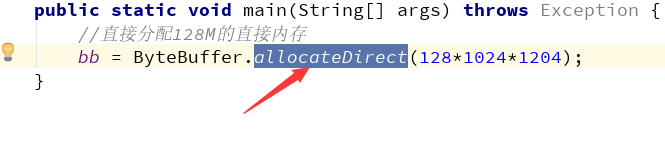 public static void main(String[] args) throws Exception {
//直接分配128M的直接内存
bb = ByteBuffer.allocateDirect(128*1024*1204);
}